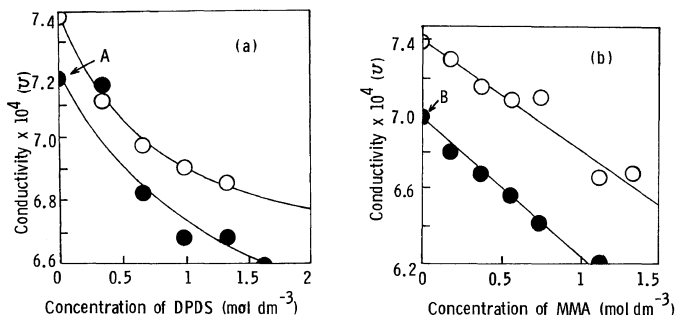 7.4
7.2
7.0
6.8
6.6
0
0.5
1
1.5
2
Conductivity × 10⁴ (℧)
Concentration of DPDS (mol dm⁻³)
(a)
A
7.4
7.0
6.6
6.2
0
0.5
1
1.5
Conductivity × 10⁴ (℧)
Concentration of MMA (mol dm⁻³)
(b)
B